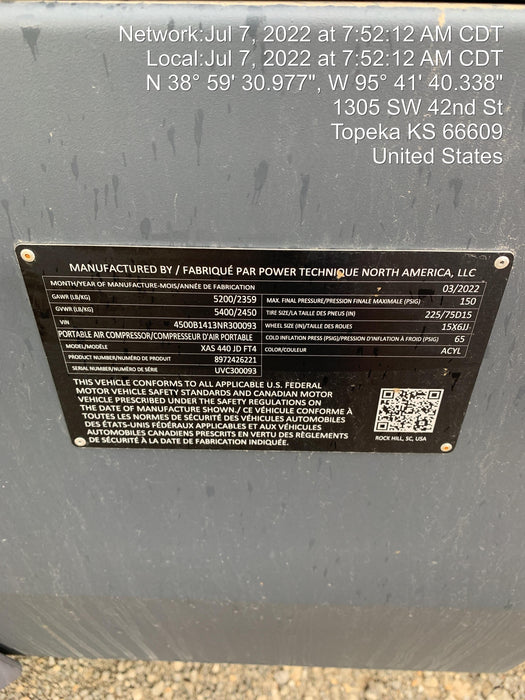 Network:Jul 7, 2022 at 7:52:12 AM CDT
Local:Jul 7, 2022 at 7:52:12 AM CDT
N 38° 59' 30.977", W 95° 41' 40.338"
1305 SW 42nd St
Topeka KS 66609
United States
MANUFACTURED BY / FABRIQUÉ PAR POWER TECHNIQUE NORTH AMERICA, LLC
MONTH/YEAR OF MANUFACTURE-MOIS/ANNÉE DE FABRICATION 03/2022
GAWR (LB/KG) 5200/2359 MAX. FINAL PRESSURE/PRESSION FINALE MAXIMALE (PSIG) 150
GVWR (LB/KG) 5400/2450 TIRE SIZE/LA TAILLE DES PNEUS (IN) 225/75D15
VIN 4500B1413NR300093 WHEEL SIZE (IN)/TAILLE DES ROUES 15X6JJ
PORTABLE AIR COMPRESSOR/COMPRESSEUR D'AIR PORTABLE COLD INFLATION PRESS (PSIG)/PRESSION D'INFLATION À FROID (PSIG) 65
MODEL/MODÈLE XAS 440 JD FT4 COLOR/COULEUR ACYL
PRODUCT NUMBER/NUMÉRO DE PRODUIT 8972426221
SERIAL NUMBER/NUMÉRO DE SÉRIE UVC300093
THIS VEHICLE CONFORMS TO ALL APPLICABLE U.S. FEDERAL
MOTOR VEHICLE SAFETY STANDARDS AND CANADIAN MOTOR
VEHICLE PRESCRIBED UNDER THE SAFETY REGULATIONS ON
THE DATE OF MANUFACTURE SHOWN./ CE VÉHICULE CONFORME À
TOUTES LES NORMES DE SÉCURITÉ DES VÉHICULES AUTOMOBILES
DES ÉTATS-UNIS FÉDÉRAUX APPLICABLES ET AUX VÉHICULES
AUTOMOBILES CANADIENS PRESCRITS EN VERTU DES RÈGLEMENTS
DE SÉCURITÉ À LA DATE DE FABRICATION INDIQUÉE.
ROCK HILL, SC, USA